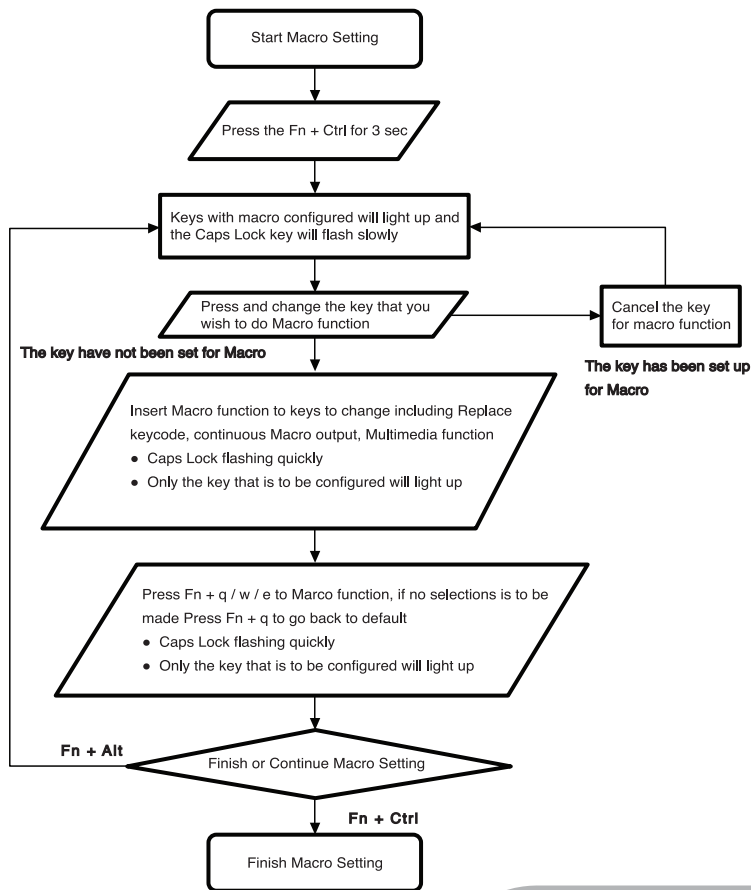 Start Macro Setting
Press the Fn + Ctrl for 3 sec
Keys with macro configured will light up and
the Caps Lock key will flash slowly
Press and change the key that you
wish to do Macro function
Cancel the key
for macro function
The key have not been set for Macro
The key has been set up
for Macro
Insert Macro function to keys to change including Replace
keycode, continuous Macro output, Multimedia function
● Caps Lock flashing quickly
● Only the key that is to be configured will light up
Press Fn + q / w / e to Marco function, if no selections is to be
made Press Fn + q to go back to default
● Caps Lock flashing quickly
● Only the key that is to be configured will light up
Fn + Alt
Finish or Continue Macro Setting
Fn + Ctrl
Finish Macro Setting